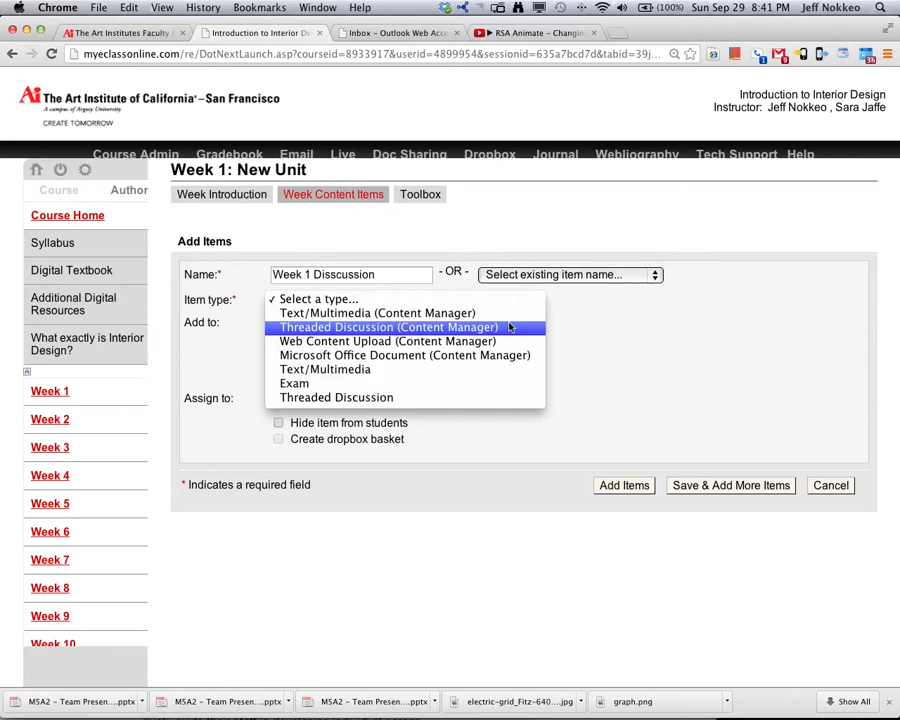 Chrome File Edit View History Bookmarks Window Help (100%) Sun Sep 29 8:41 PM Jeff Nokkeo
The Art Institutes Faculty Introduction to Interior De Inbox - Outlook Web Acce RSA Animate - Changin
myeclassonline.com/re/DotNextLaunch.asp?courseid=8933917&userid=4899954&sessionid=635a7bd673&tabid=39j...
Ai The Art Institute of California–San Francisco
A campus of Argosy University
CREATE TOMORROW
Introduction to Interior Design
Instructor: Jeff Nokkeo , Sara Jaffe
Course Admin Gradebook Email Live Doc Sharing Dropbox Journal Webliography Tech Support Help
Course Author
Course Home
Syllabus
Digital Textbook
Additional Digital
Resources
What exactly is Interior
Design?
Week 1
Week 2
Week 3
Week 4
Week 5
Week 6
Week 7
Week 8
Week 9
Week 10
Week 1: New Unit
Week Introduction Week Content Items Toolbox
Add Items
Name:* Week 1 Disscussion - OR - Select existing item name...
Item type:* ✓ Select a type...
Text/Multimedia (Content Manager)
Add to: Threaded Discussion (Content Manager)
Web Content Upload (Content Manager)
Microsoft Office Document (Content Manager)
Text/Multimedia
Exam
Assign to: Threaded Discussion
Hide item from students
Create dropbox basket
* Indicates a required field Add Items Save & Add More Items Cancel
M5A2 - Team Presen....pptx M5A2 - Team Presen....pptx M5A2 - Team Presen....pptx electric-grid_Fitz-640....jpg graph.png Show All